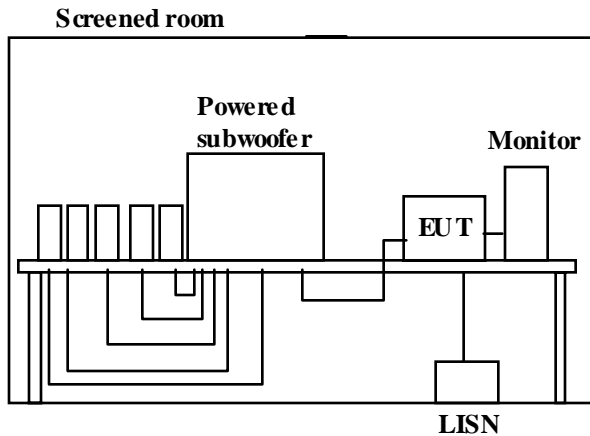 Screened room
Powered
subwoofer
Monitor
EUT
LISN